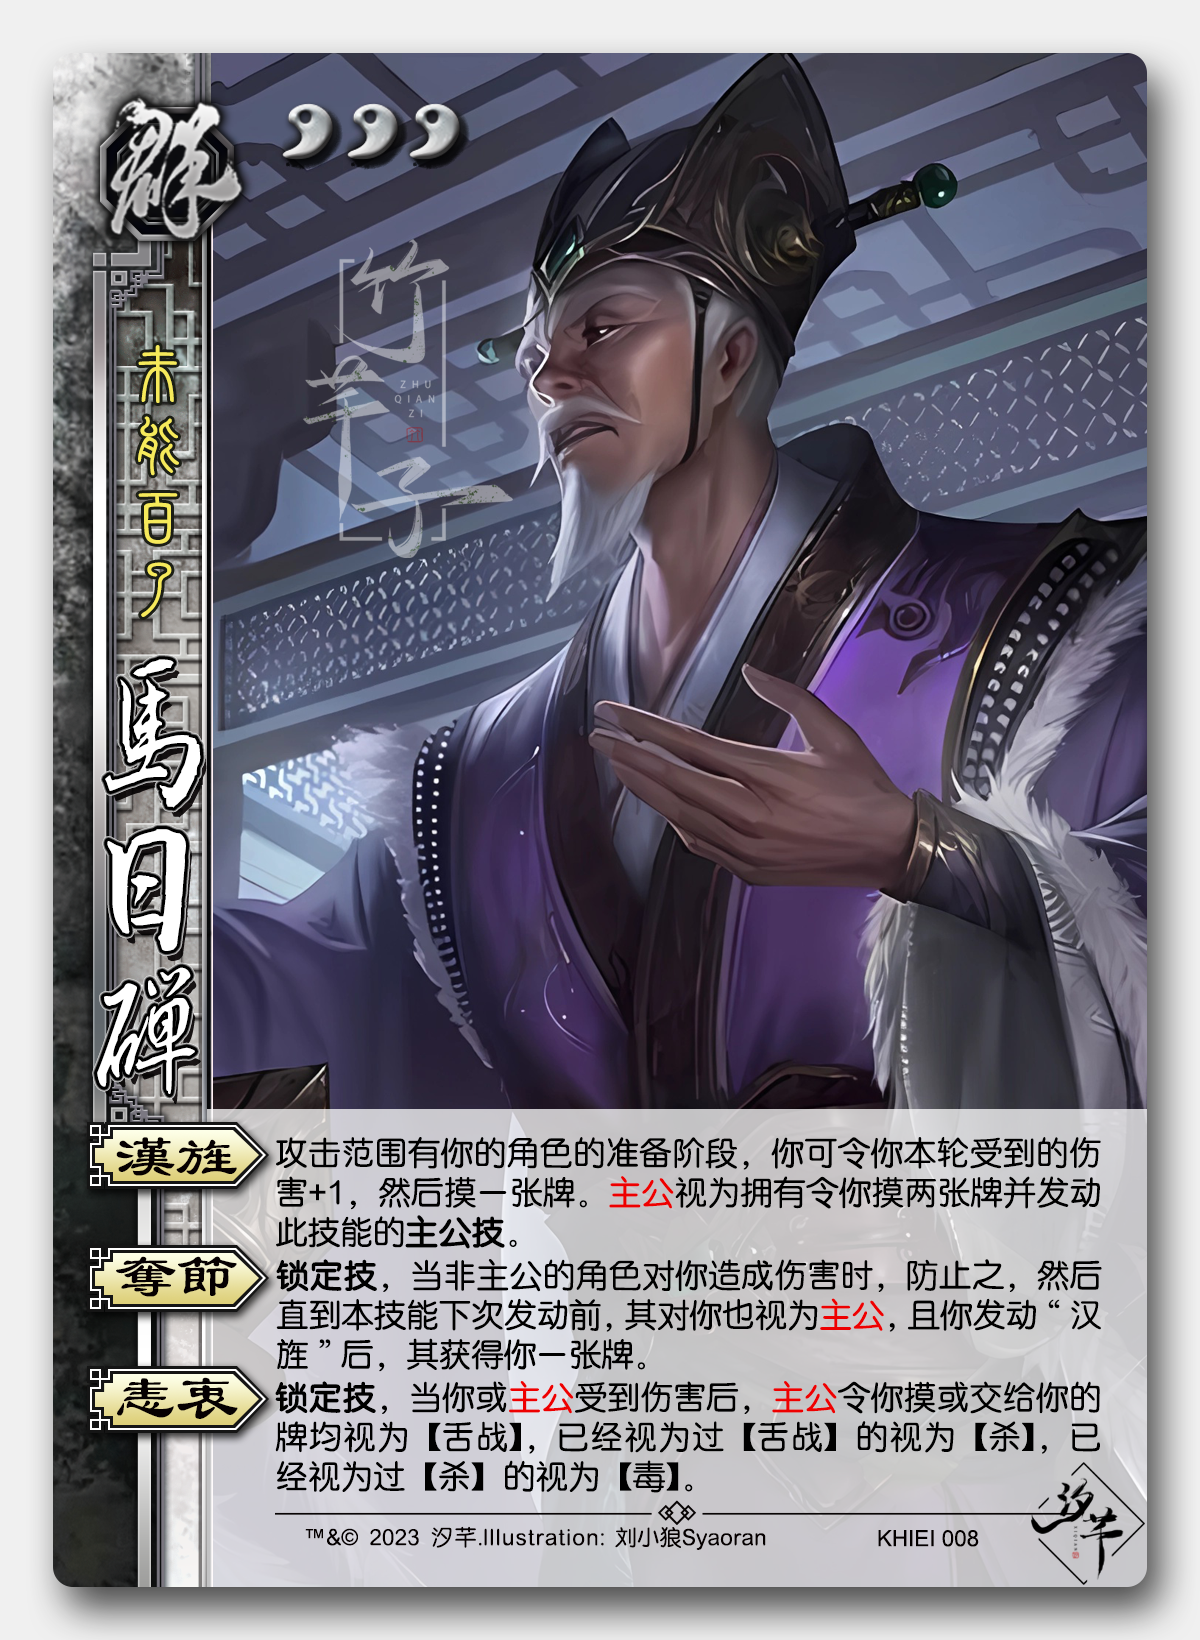 群
未能百了
馬日磾
竹芊子
ZHU
QIAN
ZI
漢旌
攻击范围有你的角色的准备阶段，你可令你本轮受到的伤
害+1，然后摸一张牌。主公视为拥有令你摸两张牌并发动
此技能的主公技。
奪節
锁定技，当非主公的角色对你造成伤害时，防止之，然后
直到本技能下次发动前，其对你也视为主公，且你发动“汉
旌”后，其获得你一张牌。
恚衷
锁定技，当你或主公受到伤害后，主公令你摸或交给你的
牌均视为【舌战】，已经视为过【舌战】的视为【杀】，已
经视为过【杀】的视为【毒】。
™&© 2023 汐芊.Illustration: 刘小狼Syaoran
KHIEI 008
汐芊